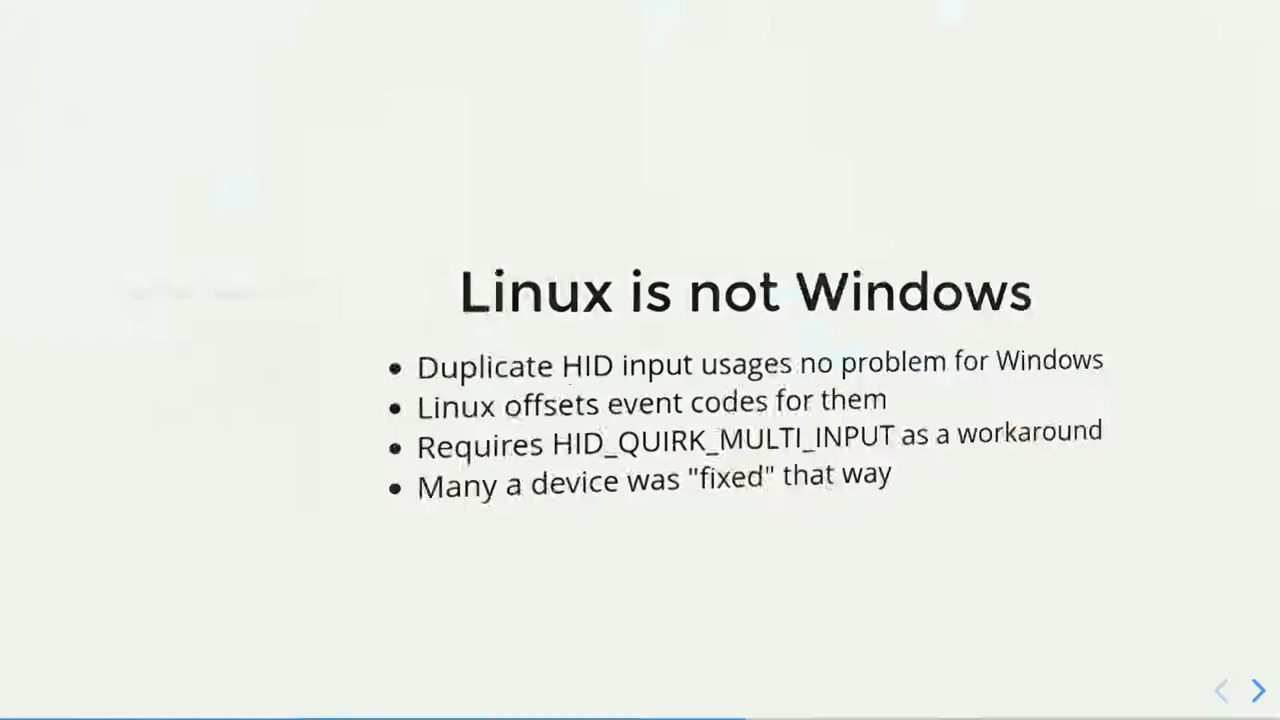 Linux is not Windows
Duplicate HID input usages no problem for Windows
Linux offsets event codes for them
Requires HID_QUIRK_MULTI_INPUT as a workaround
Many a device was "fixed" that way